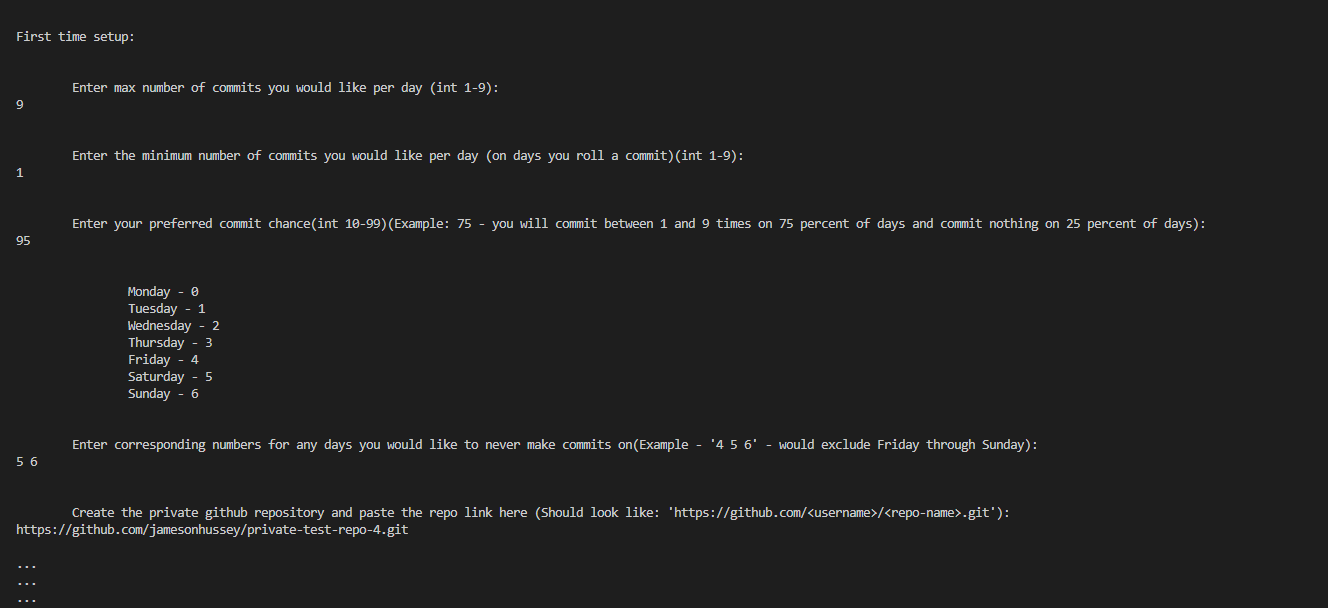 First time setup:
Enter max number of commits you would like per day (int 1-9):
9
Enter the minimum number of commits you would like per day (on days you roll a commit)(int 1-9):
1
Enter your preferred commit chance(int 10-99)(Example: 75 - you will commit between 1 and 9 times on 75 percent of days and commit nothing on 25 percent of days):
95
Monday - 0
Tuesday - 1
Wednesday - 2
Thursday - 3
Friday - 4
Saturday - 5
Sunday - 6
Enter corresponding numbers for any days you would like to never make commits on(Example - '4 5 6' - would exclude Friday through Sunday):
5 6
Create the private github repository and paste the repo link here (Should look like: 'https://github.com/<username>/<repo-name>.git'):
https://github.com/jamesonhussey/private-test-repo-4.git
...
...
...